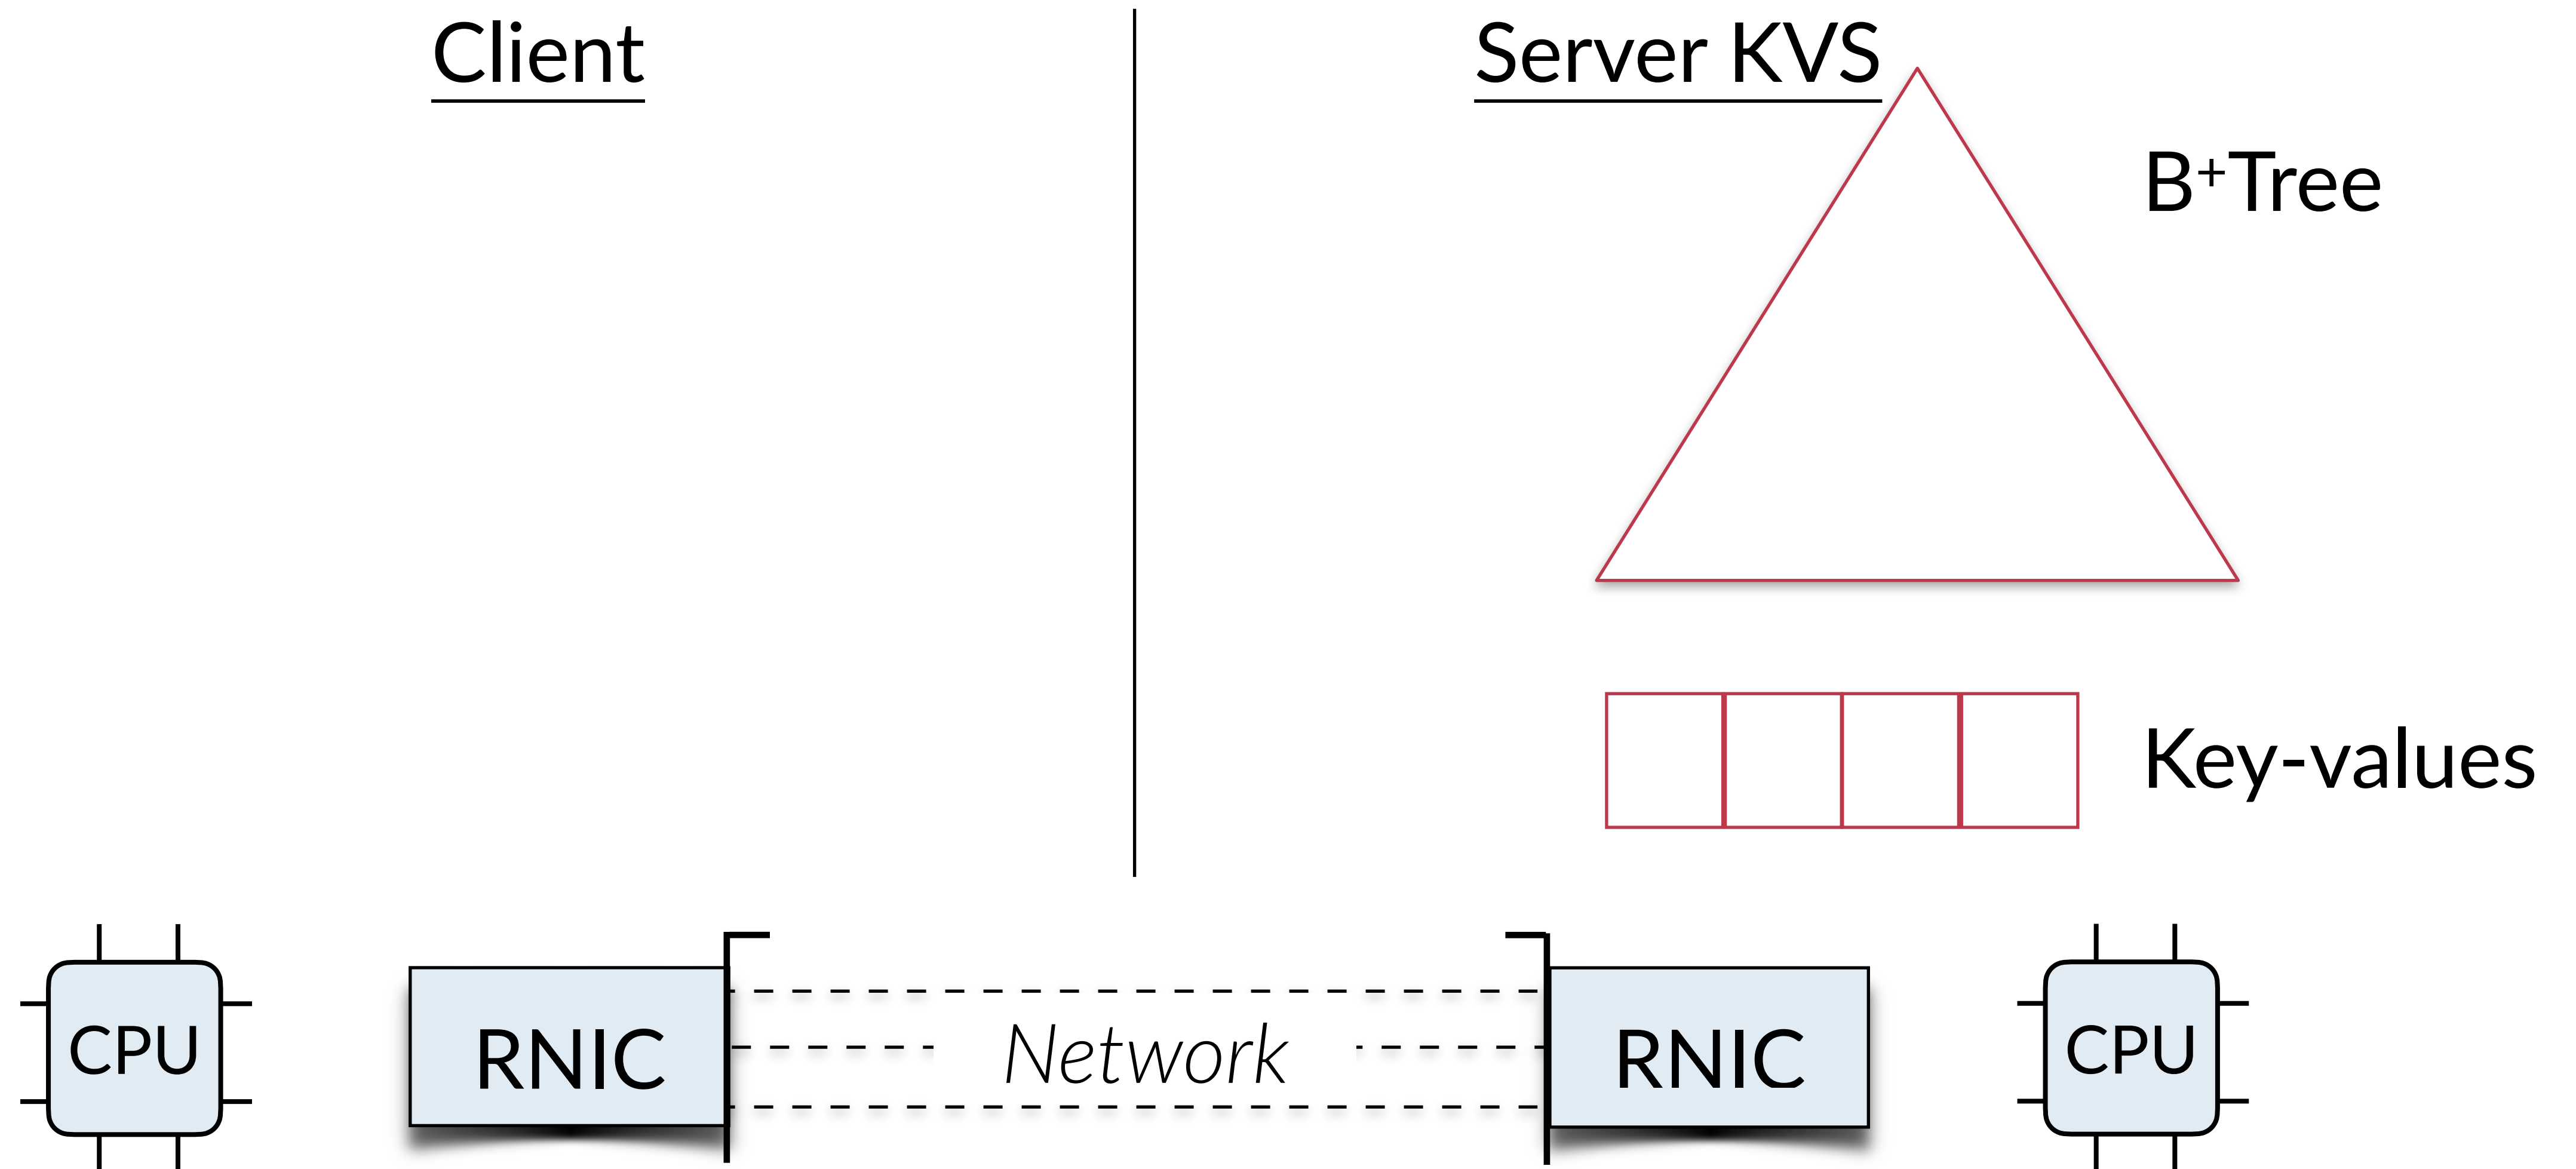 Client
Server KVS
B⁺Tree
Key-values
CPU
RNIC
Network
RNIC
CPU